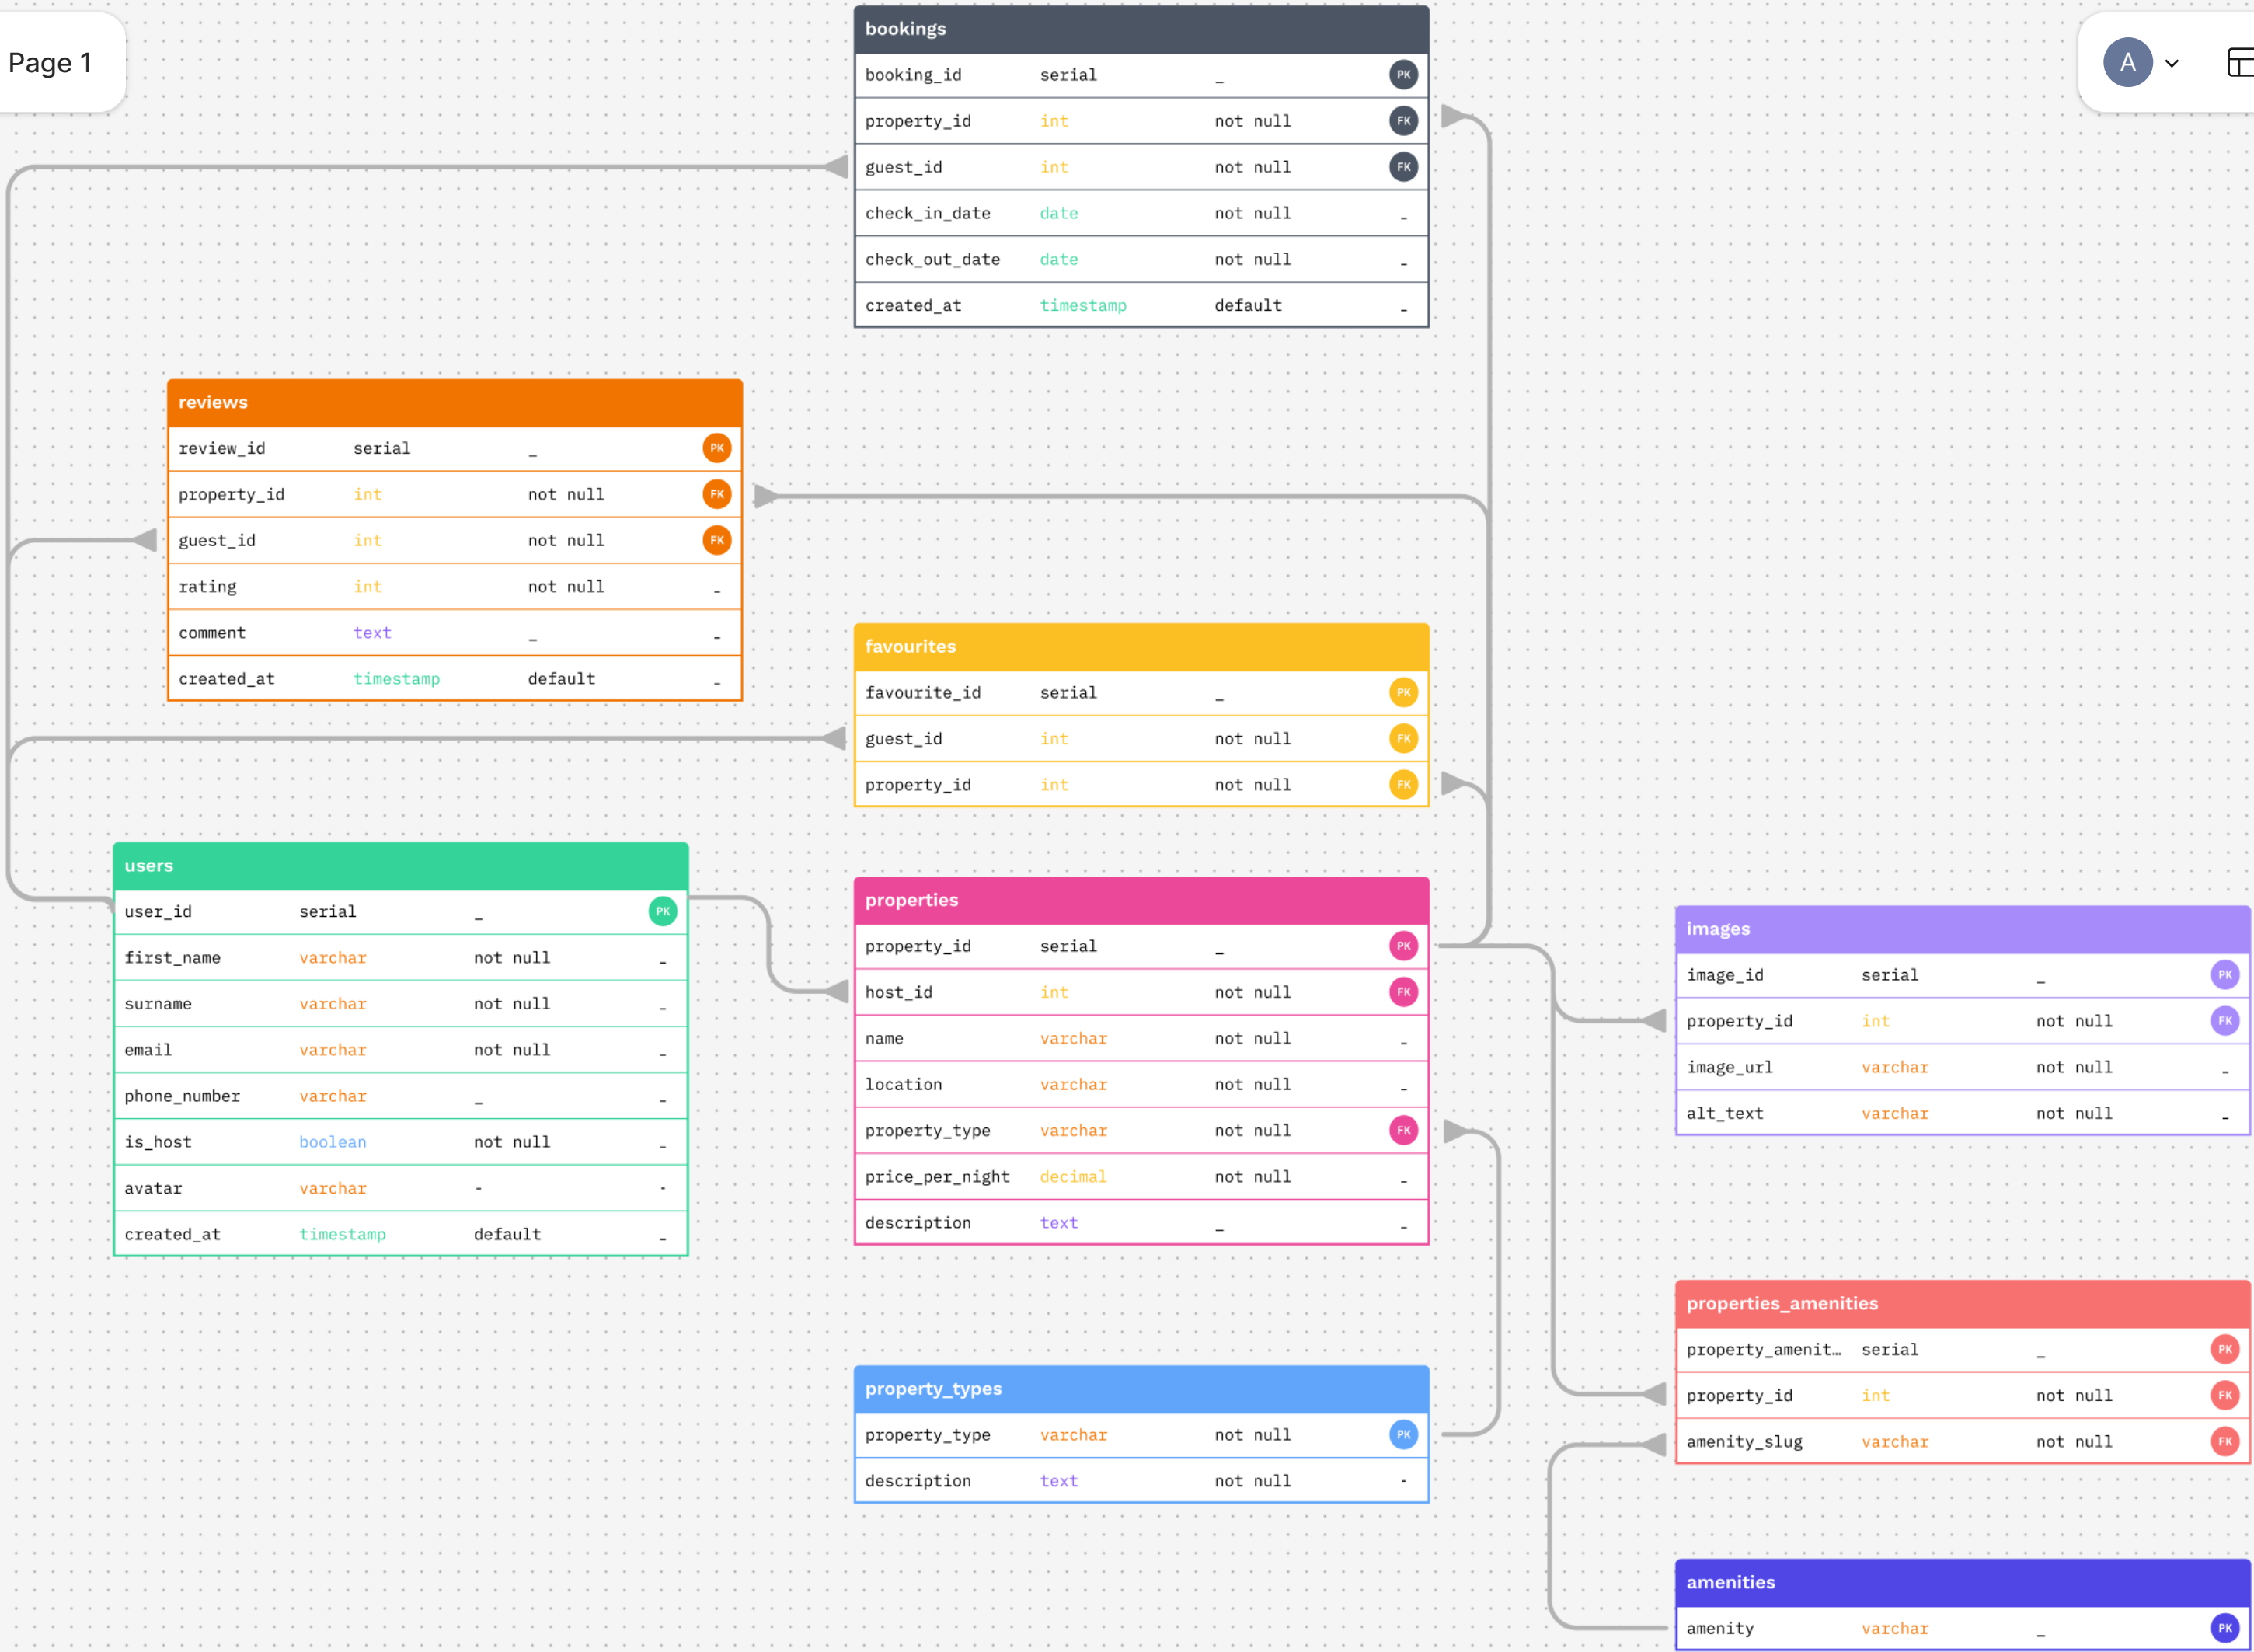 Page 1
A
bookings
booking_id serial _ PK
property_id int not null FK
guest_id int not null FK
check_in_date date not null _
check_out_date date not null _
created_at timestamp default _
reviews
review_id serial _ PK
property_id int not null FK
guest_id int not null FK
rating int not null _
comment text _ _
created_at timestamp default _
favourites
favourite_id serial _ PK
guest_id int not null FK
property_id int not null FK
users
user_id serial _ PK
first_name varchar not null _
surname varchar not null _
email varchar not null _
phone_number varchar _ _
is_host boolean not null _
avatar varchar - -
created_at timestamp default _
properties
property_id serial _ PK
host_id int not null FK
name varchar not null _
location varchar not null _
property_type varchar not null FK
price_per_night decimal not null _
description text _ _
images
image_id serial _ PK
property_id int not null FK
image_url varchar not null _
alt_text varchar not null _
property_types
property_type varchar not null PK
description text not null -
properties_amenities
property_amenit… serial _ PK
property_id int not null FK
amenity_slug varchar not null FK
amenities
amenity varchar _ PK